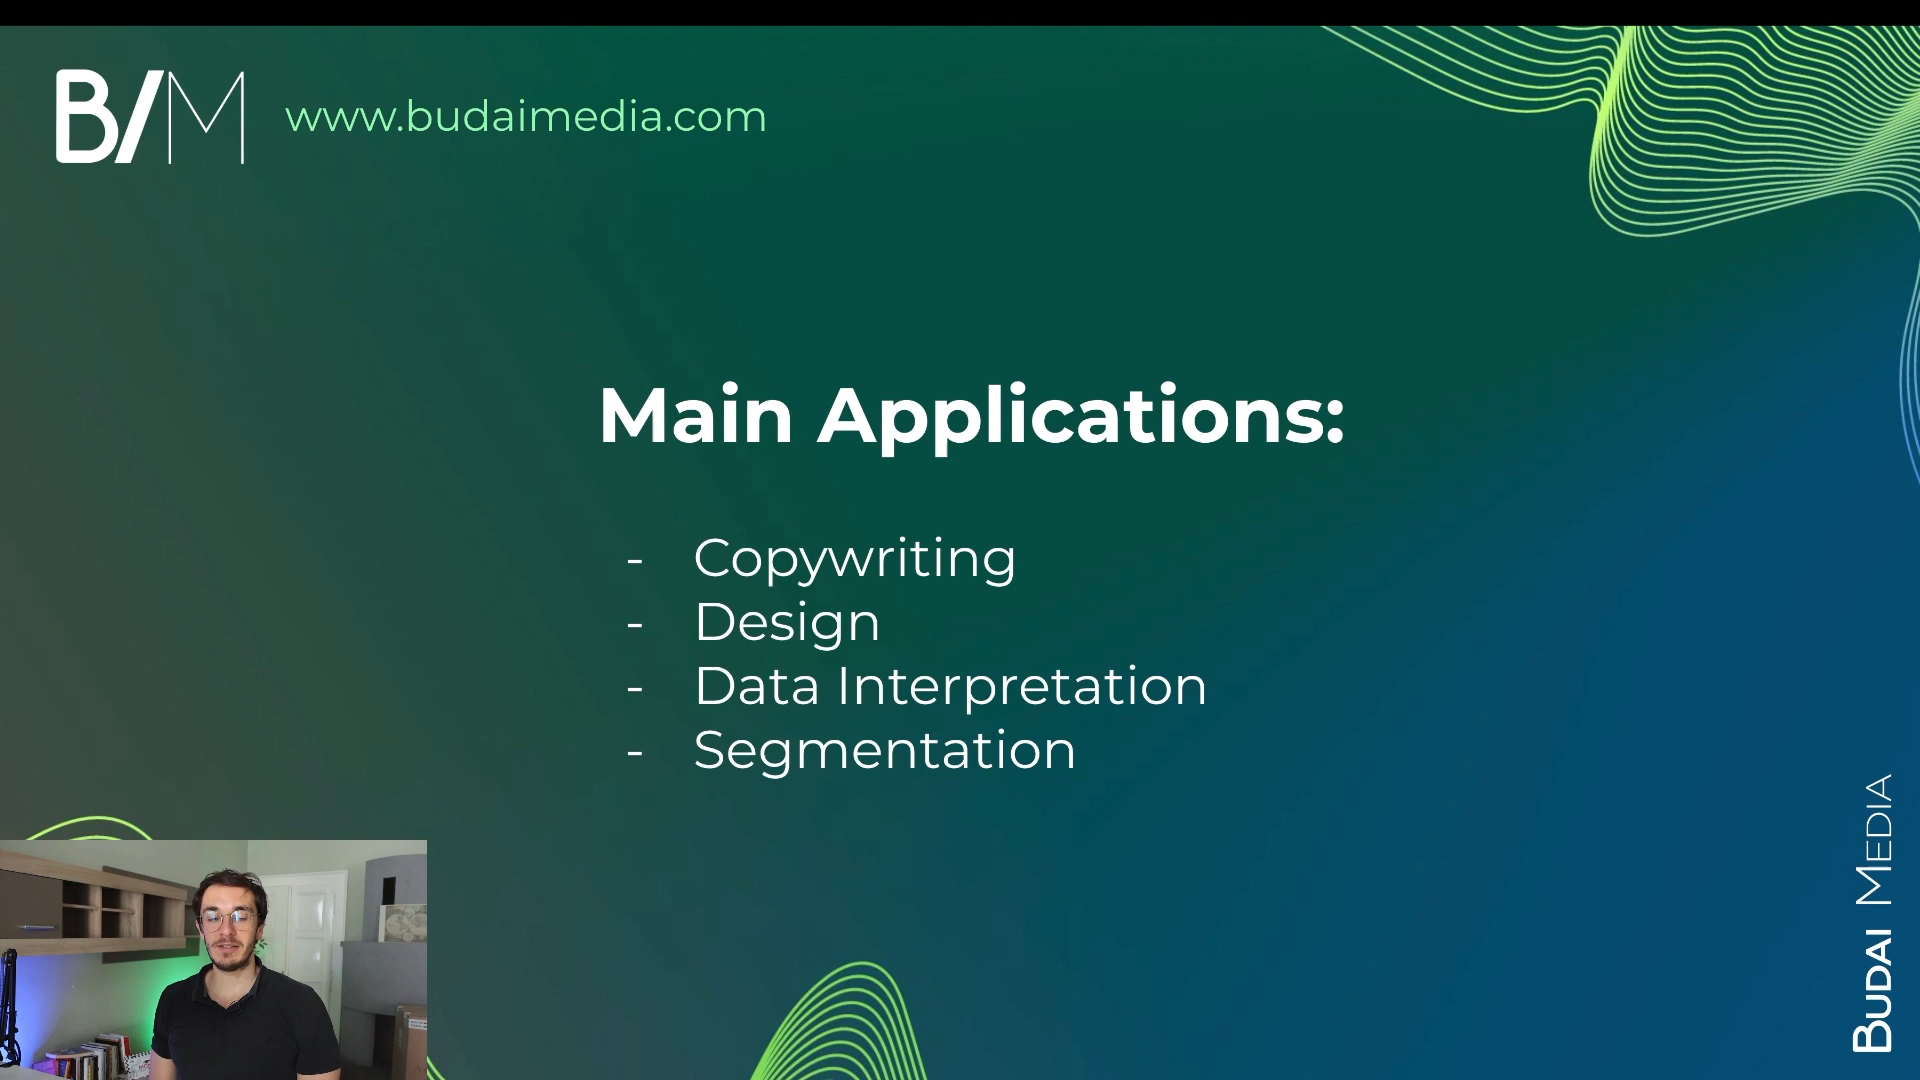 B/M
www.budaimedia.com
Main Applications:
- Copywriting
- Design
- Data Interpretation
- Segmentation
BUDAI MEDIA